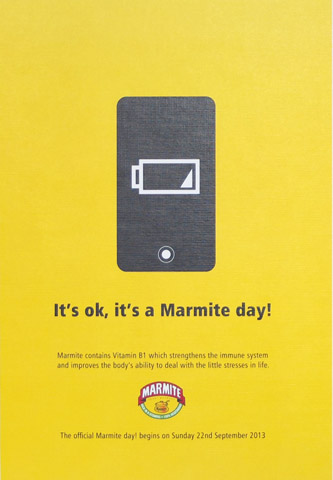 It's ok, it's a Marmite day!
Marmite contains Vitamin B1 which strengthens the immune system
and improves the body's ability to deal with the little stresses in life.
MARMITE
The official Marmite day! begins on Sunday 22nd September 2013